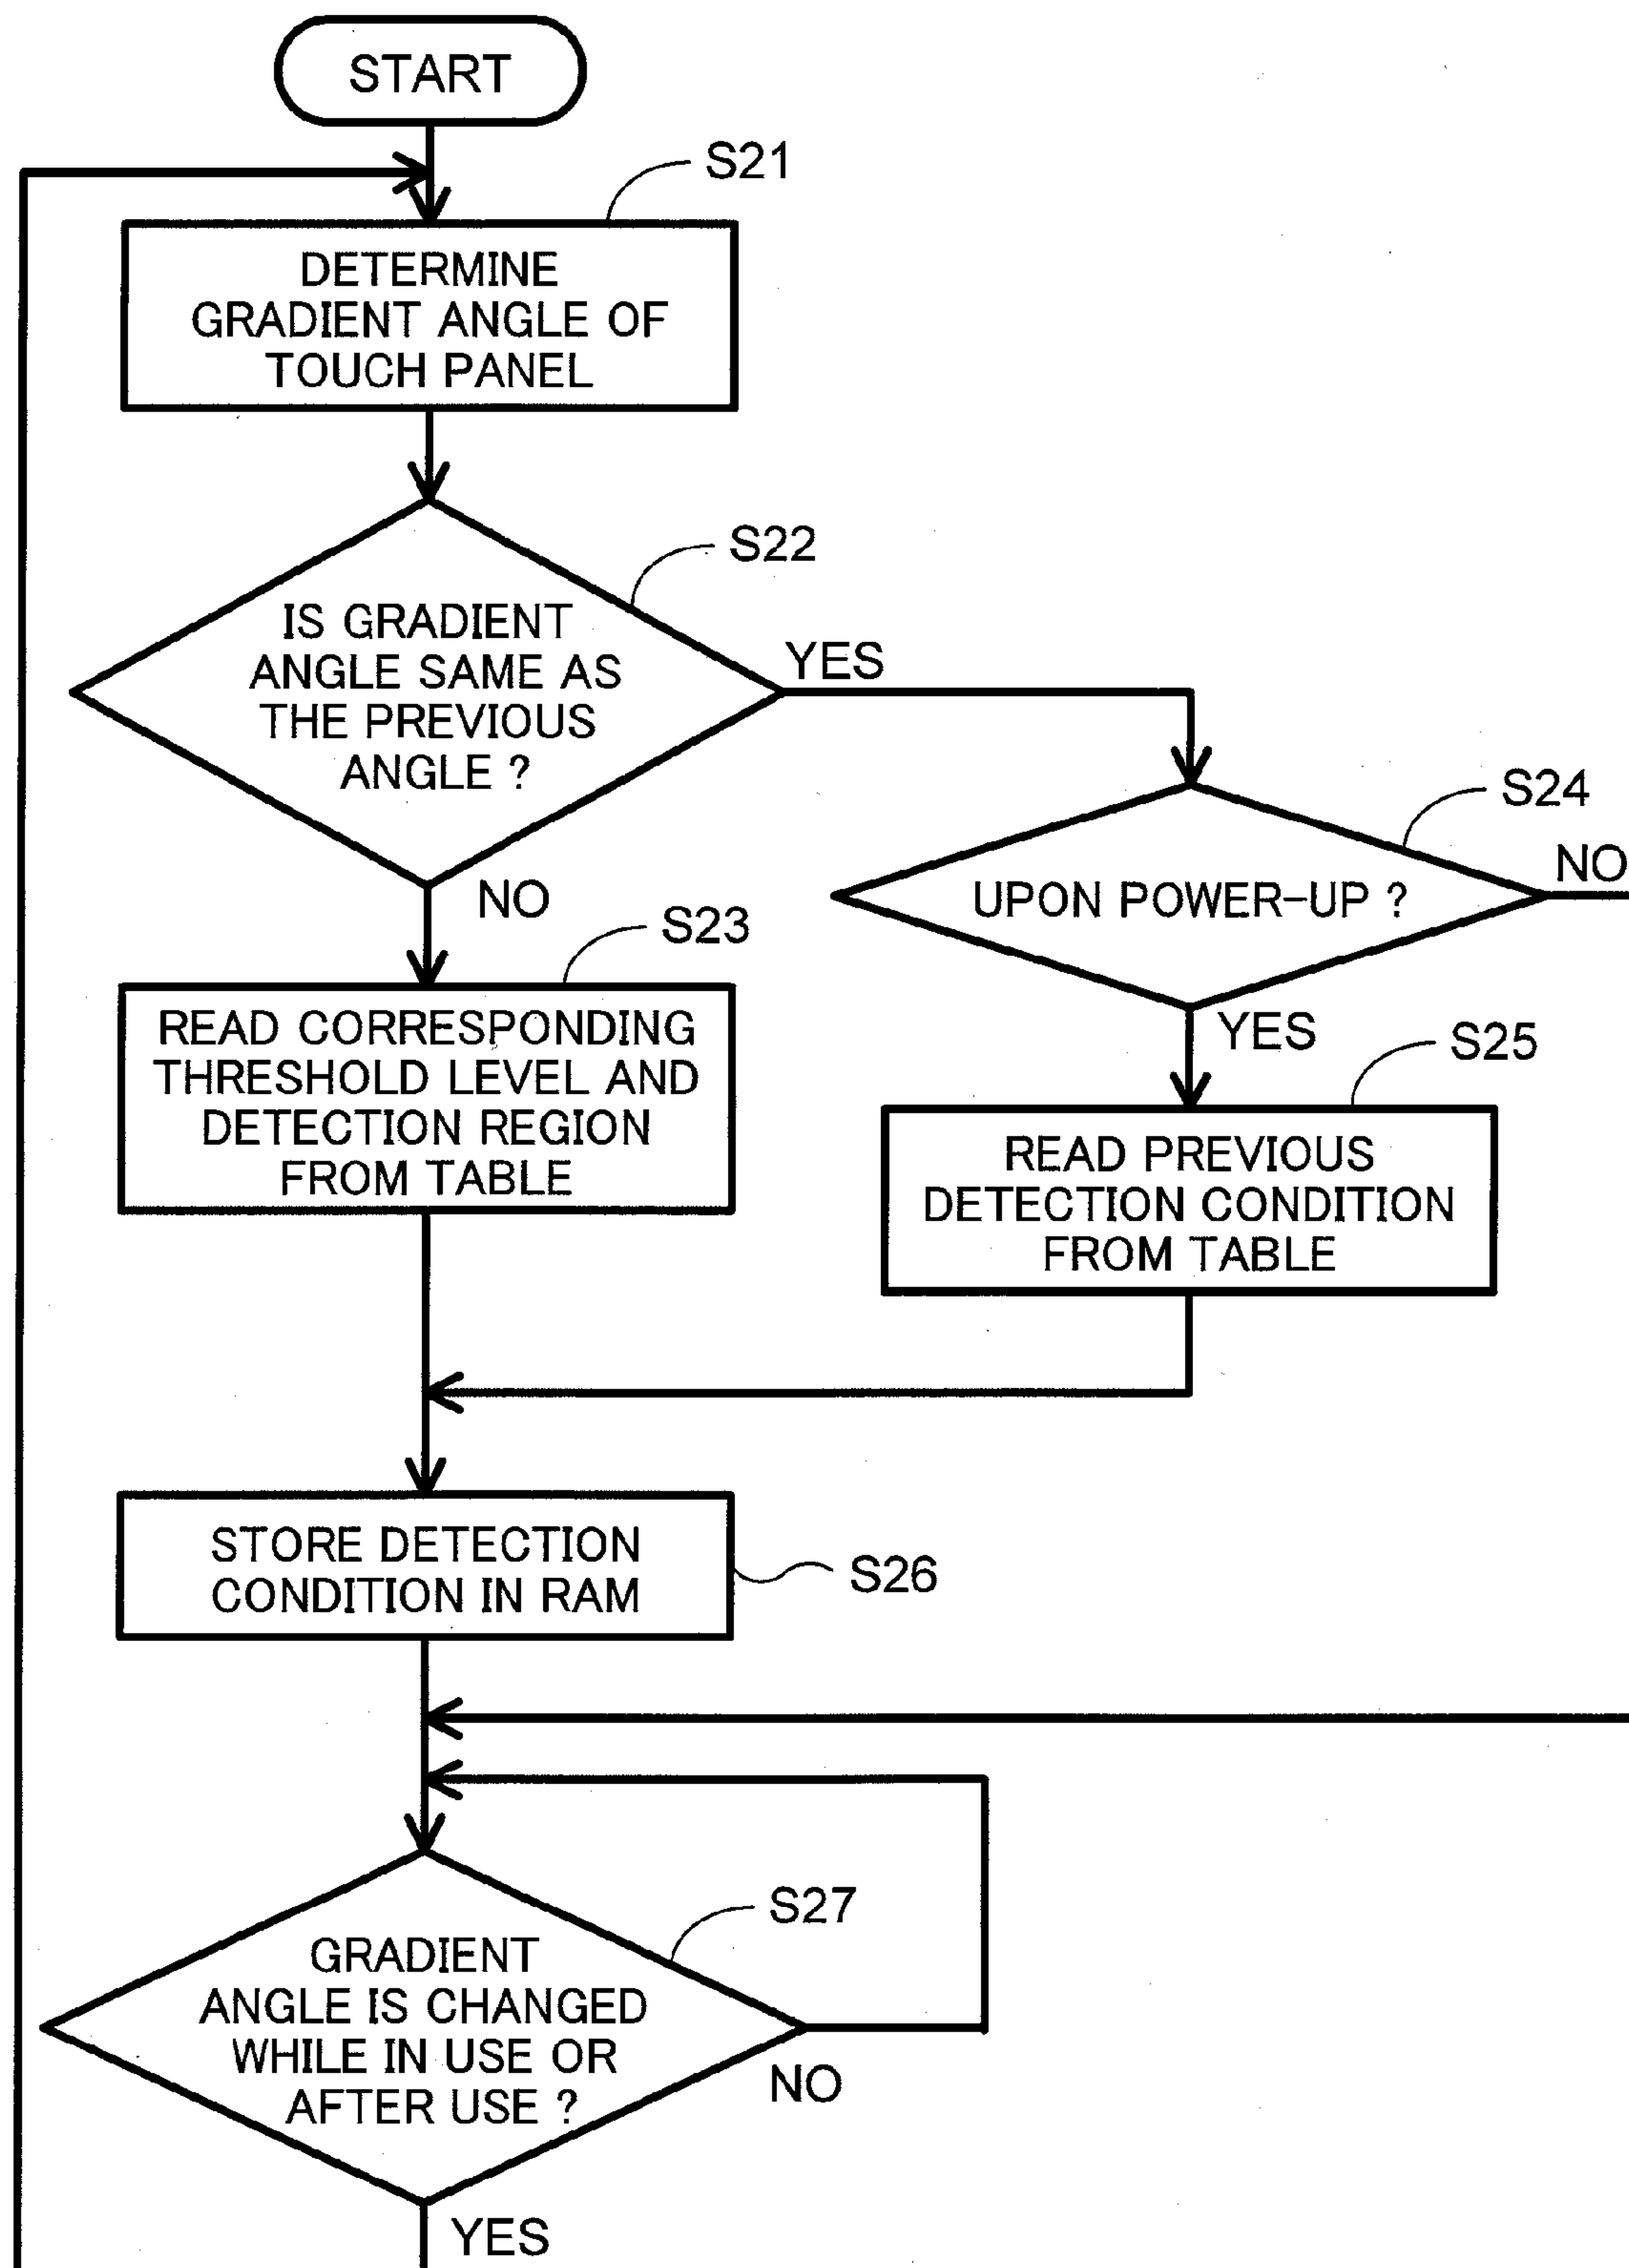 START
S21
DETERMINE
GRADIENT ANGLE OF
TOUCH PANEL
S22
IS GRADIENT
ANGLE SAME AS
THE PREVIOUS
ANGLE ?
YES
NO
S24
UPON POWER-UP ?
NO
YES
S23
READ CORRESPONDING
THRESHOLD LEVEL AND
DETECTION REGION
FROM TABLE
S25
READ PREVIOUS
DETECTION CONDITION
FROM TABLE
STORE DETECTION
CONDITION IN RAM
S26
S27
GRADIENT
ANGLE IS CHANGED
WHILE IN USE OR
AFTER USE ?
NO
YES